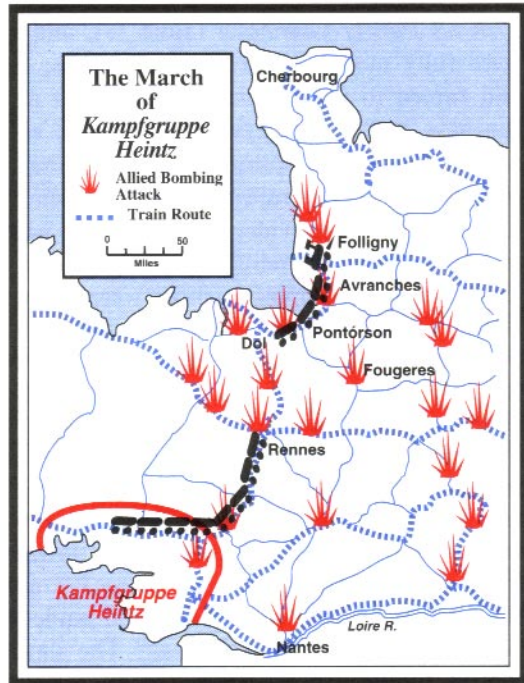 The March
of
Kampfgruppe
Heintz
Allied Bombing
Attack
Train Route
0 50
Miles
Cherbourg
Folligny
Avranches
Pontórson
Dol
Fougeres
Rennes
Kampfgruppe
Heintz
Loire R.
Nantes